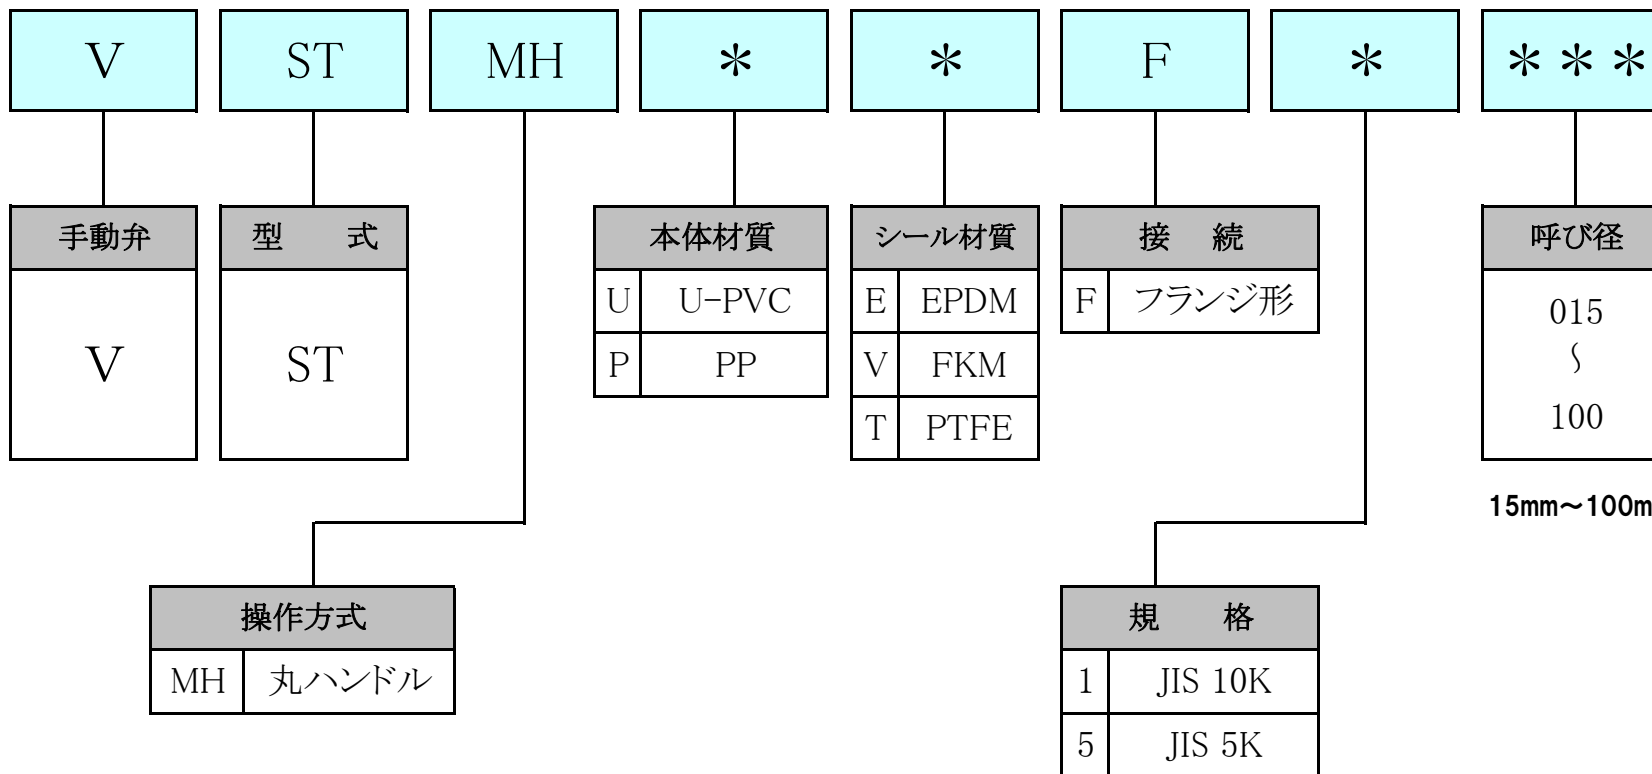 V ST MH * * F * ***
手動弁 型 式 本体材質 シール材質 接 続 呼び径
V ST
U U-PVC
P PP
E EPDM
V FKM
T PTFE
F フランジ形
015
～
100
15mm～100m
操作方式
MH 丸ハンドル
規 格
1 JIS 10K
5 JIS 5K